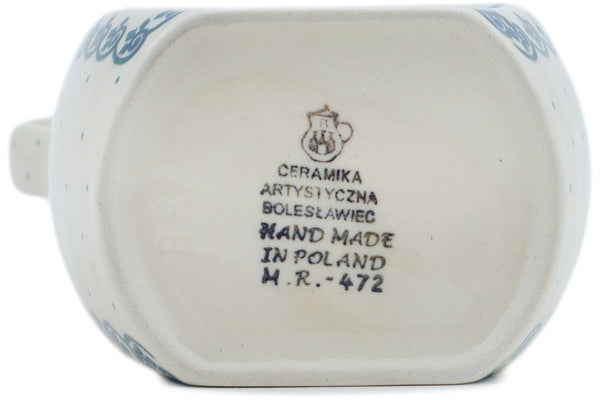 CERAMIKA
ARTYSTYCZNA
BOLESŁAWIEC
HAND MADE
IN POLAND
M.R.-472